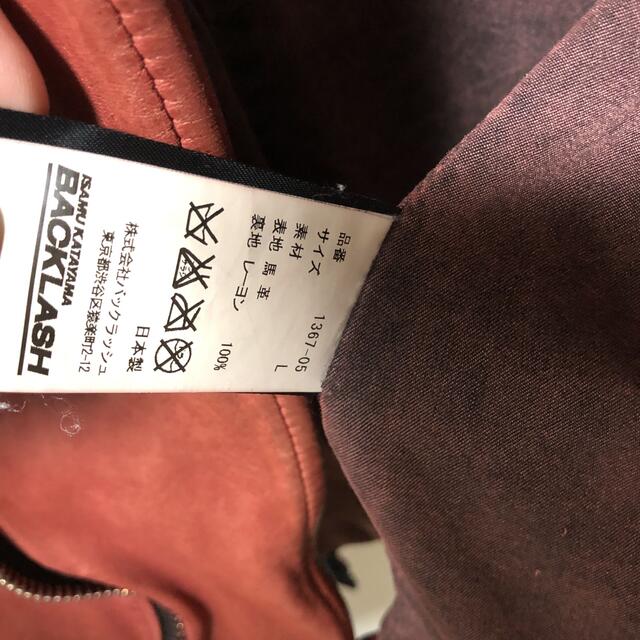 品番 1367-05
サイズ L
素材
表地 馬革
裏地 レーヨン 100%
日本製
株式会社バックラッシュ
東京都渋谷区猿楽町2-12
ISAMU KATAYAMA
BACKLASH